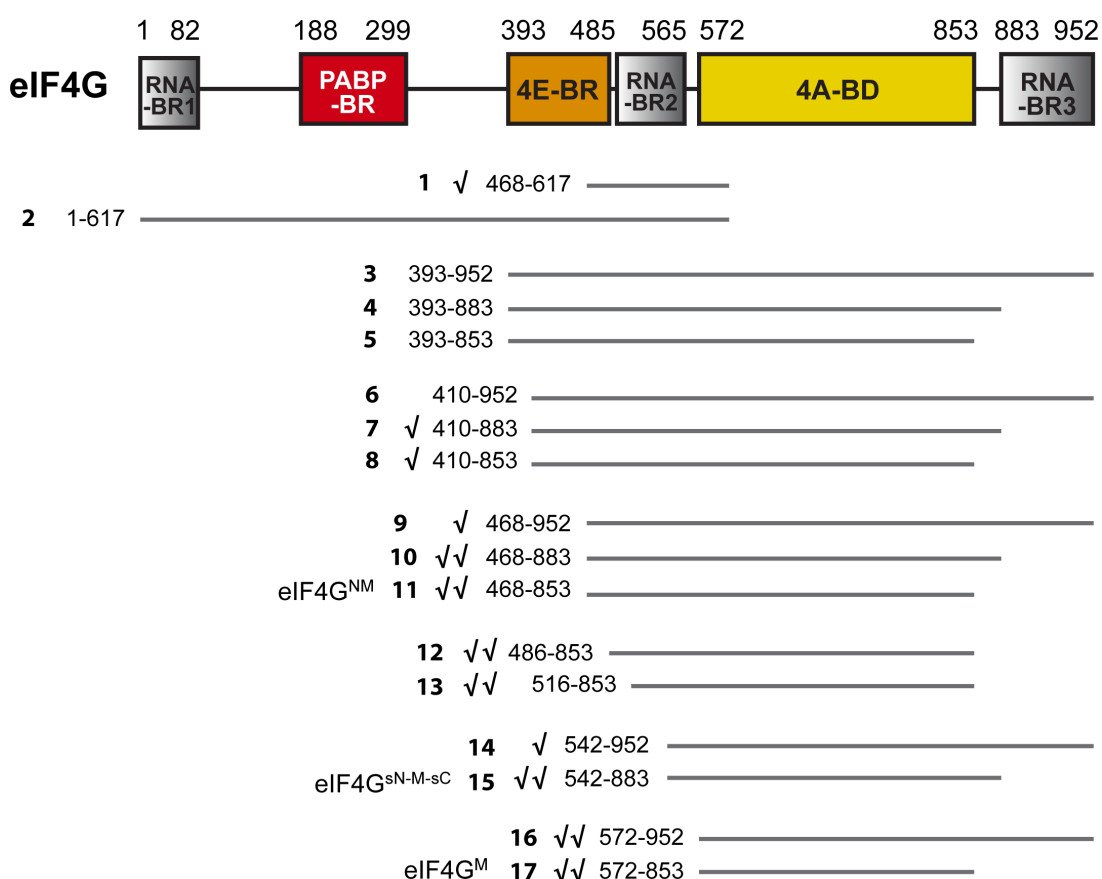 1 82 188 299 393 485 565 572 853 883 952
eIF4G
RNA
-BR1
PABP
-BR
4E-BR
RNA
-BR2
4A-BD
RNA
-BR3
1 √ 468-617
2 1-617
3 393-952
4 393-883
5 393-853
6 410-952
7 √ 410-883
8 √ 410-853
9 √ 468-952
10 √√ 468-883
eIF4GNM 11 √√ 468-853
12 √√ 486-853
13 √√ 516-853
14 √ 542-952
eIF4GsN-M-sC 15 √√ 542-883
16 √√ 572-952
eIF4GM 17 √√ 572-853